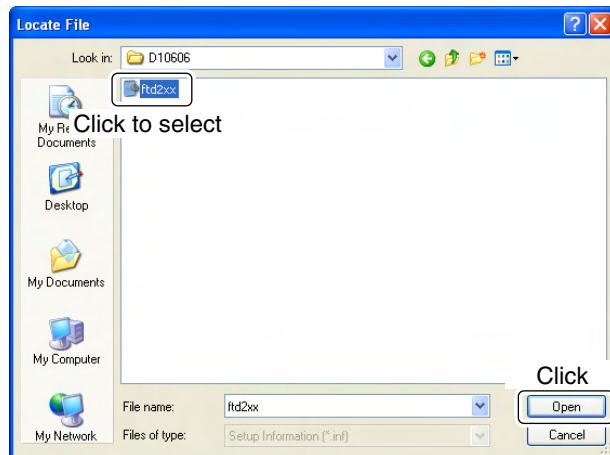 Locate File
Look in: D10606
ftd2xx
Click to select
My Re
Documents
Desktop
My Documents
My Computer
My Network
Click
File name: ftd2xx Open
Files of type: Setup Information (*.inf) Cancel